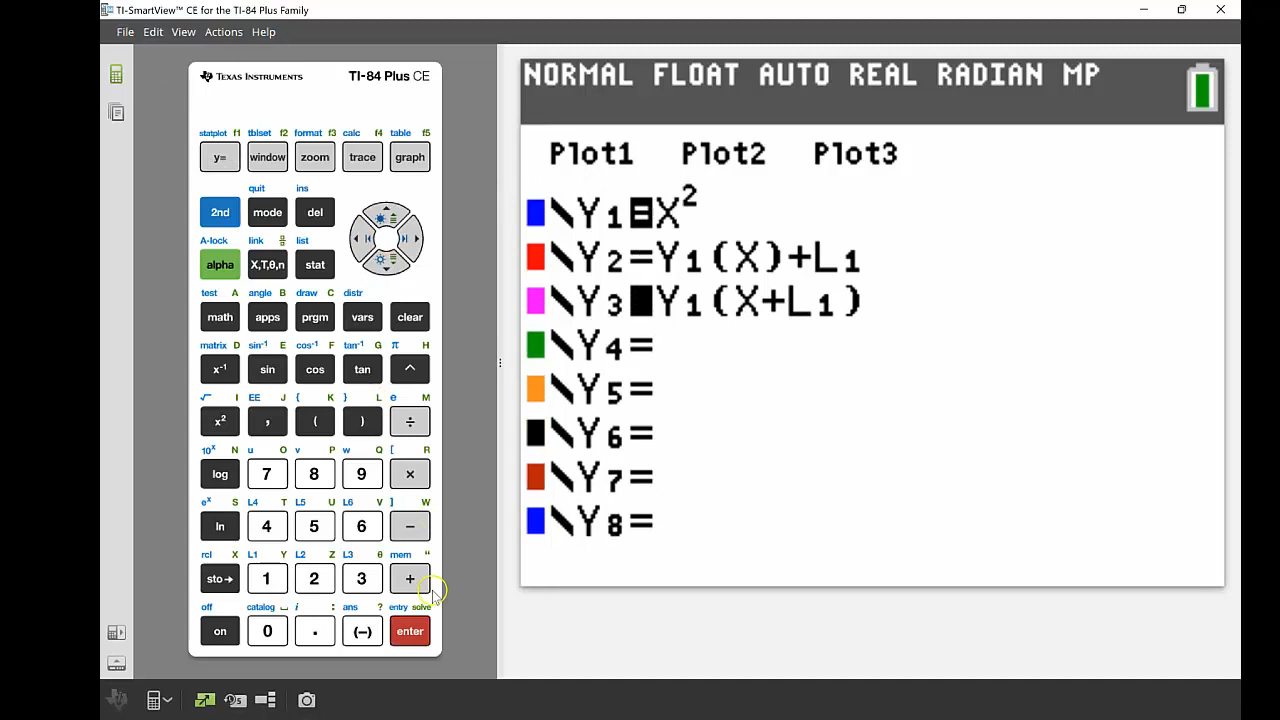 TI-SmartView™ CE for the TI-84 Plus Family
File Edit View Actions Help
TEXAS INSTRUMENTS TI-84 Plus CE
statplot f1 tblset f2 format f3 calc f4 table f5
y= window zoom trace graph
quit ins
2nd mode del
A-lock link list
alpha X,T,θ,n stat
test A angle B draw C distr
math apps prgm vars clear
matrix D sin⁻¹ E cos⁻¹ F tan⁻¹ G π H
x⁻¹ sin cos tan ^
√ I EE J { K } L e M
x² , ( ) ÷
10ˣ N u O v P w Q [ R
log 7 8 9 ×
eˣ S L4 T L5 U L6 V ] W
ln 4 5 6 −
rcl X L1 Y L2 Z L3 θ mem "
sto→ 1 2 3 +
off catalog ⎵ i : ans ? entry solve
on 0 . (−) enter
NORMAL FLOAT AUTO REAL RADIAN MP
Plot1 Plot2 Plot3
\Y1=X²
\Y2=Y1(X)+L1
\Y3■Y1(X+L1)
\Y4=
\Y5=
\Y6=
\Y7=
\Y8=